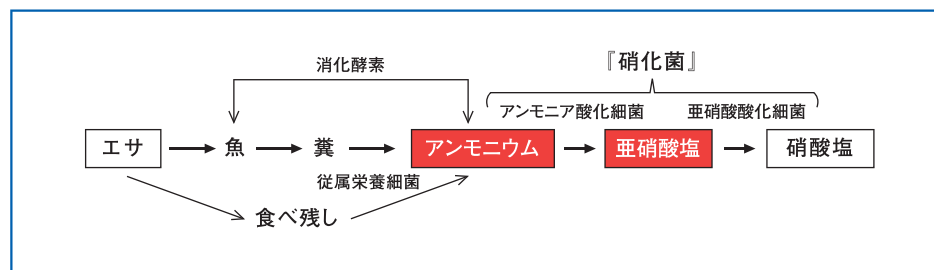 『硝化菌』
消化酵素
アンモニア酸化細菌 亜硝酸酸化細菌
エサ 魚 糞 アンモニウム 亜硝酸塩 硝酸塩
従属栄養細菌
食べ残し